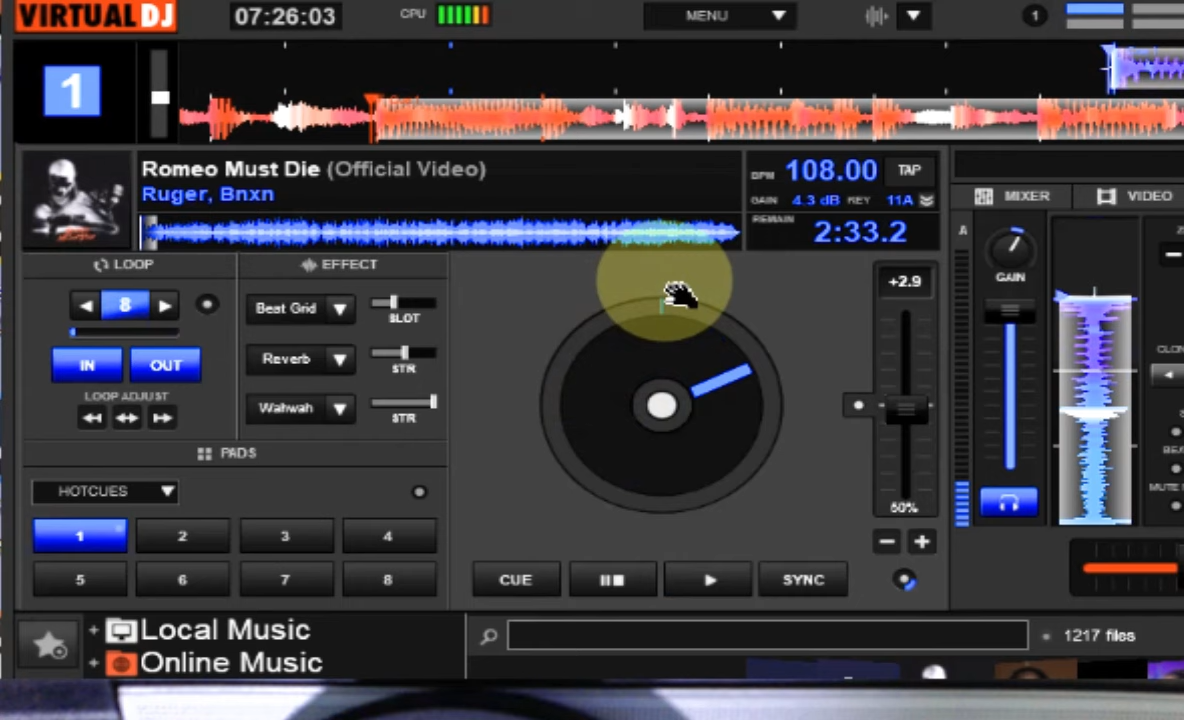 VIRTUAL DJ
07:26:03
CPU
MENU
1
1
Romeo Must Die (Official Video)
Ruger, Bnxn
BPM 108.00 TAP
GAIN 4.3 dB KEY 11A
REMAIN 2:33.2
MIXER
VIDEO
LOOP
EFFECT
A
8
Beat Grid
SLOT
+2.9
GAIN
Reverb
STR
IN
OUT
LOOP ADJUST
Wahwah
STR
PADS
HOTCUES
50%
1
2
3
4
5
6
7
8
CUE
SYNC
Local Music
Online Music
1217 files